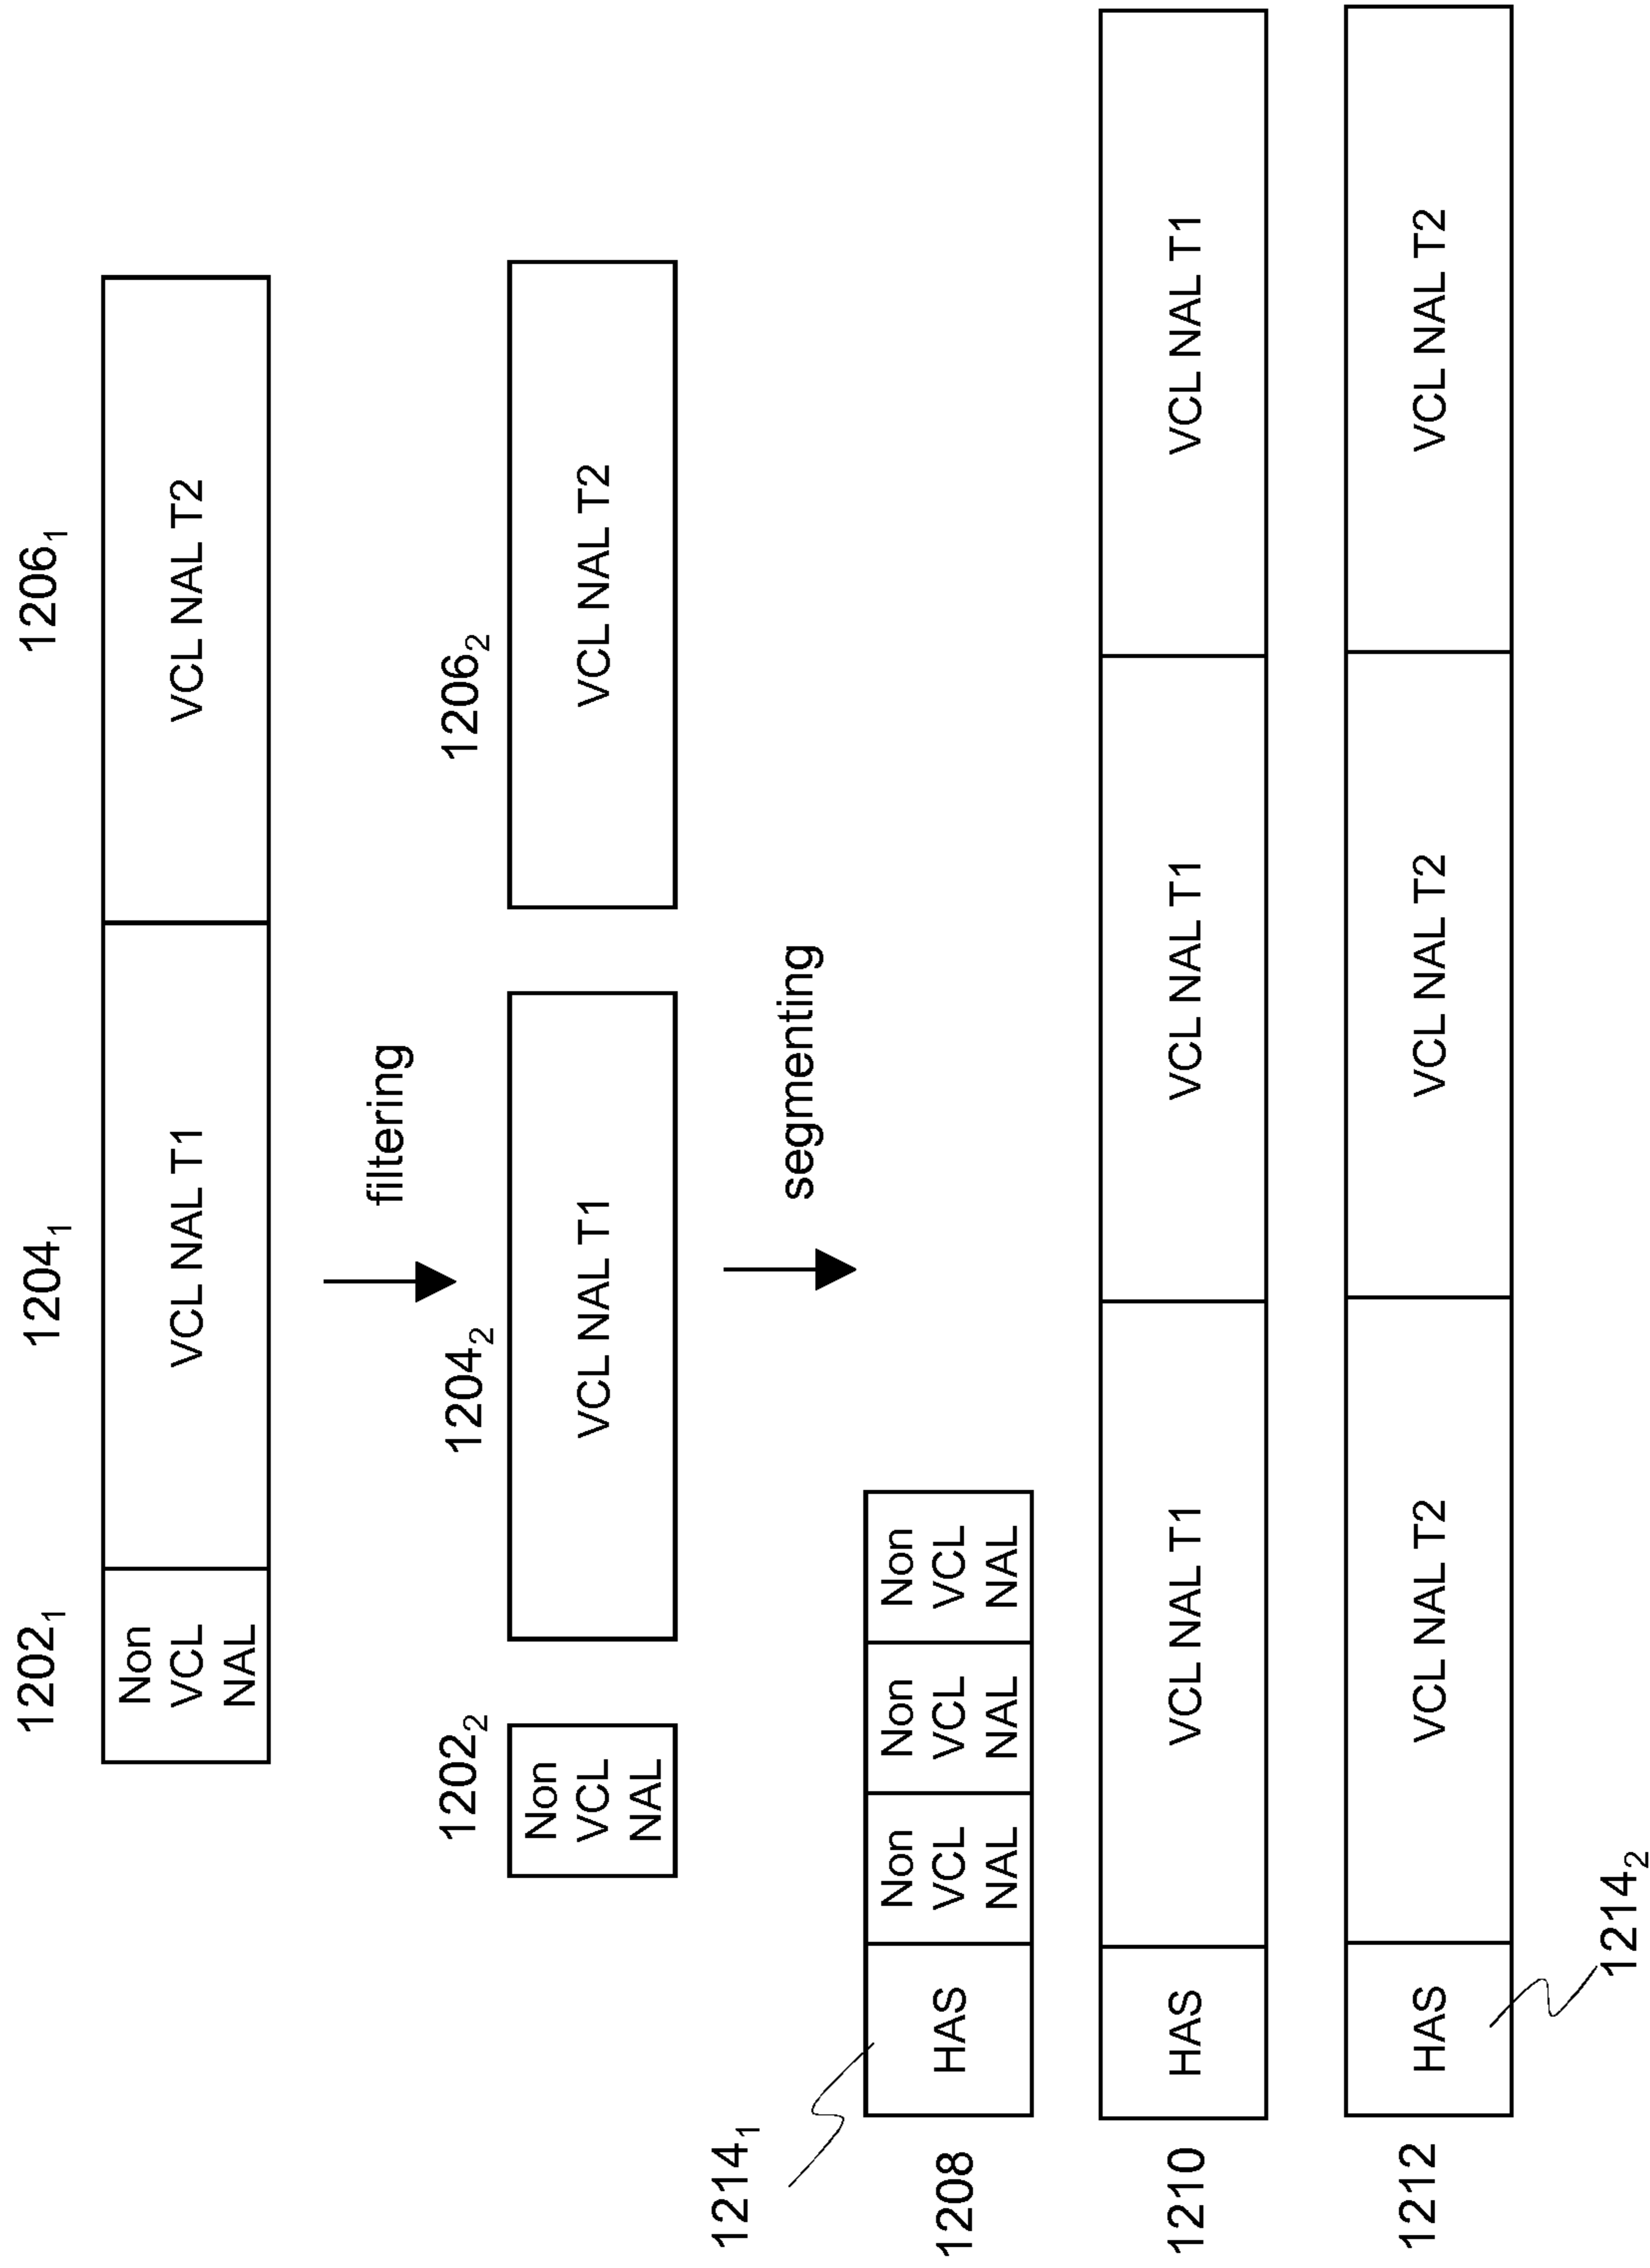 1202₁ 1204₁ 1206₁
Non
VCL
NAL
VCL NAL T1
VCL NAL T2
filtering
1202₂ 1204₂ 1206₂
Non
VCL
NAL
VCL NAL T1
VCL NAL T2
segmenting
1214₁
1208
HAS
Non
VCL
NAL
Non
VCL
NAL
Non
VCL
NAL
1210
HAS
VCL NAL T1
VCL NAL T1
VCL NAL T1
1212
HAS
VCL NAL T2
VCL NAL T2
VCL NAL T2
1214₂